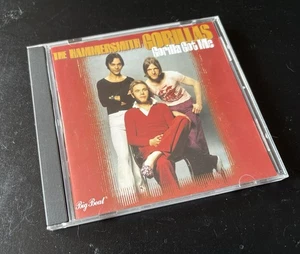 THE HAMMERSMITH GORILLAS
Gorilla Got Me
Big Beat